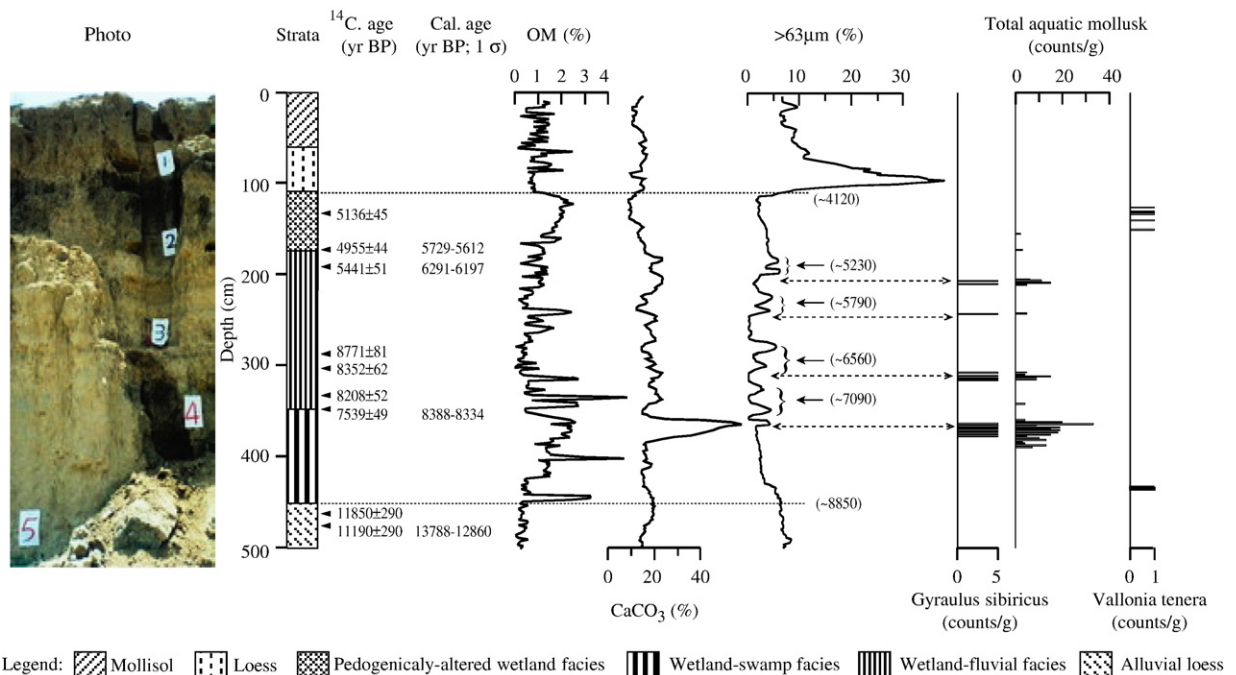 Photo
Strata
14C. age (yr BP)
Cal. age (yr BP; 1 σ)
OM (%)
0 1 2 3 4
>63μm (%)
0 10 20 30
Total aquatic mollusk (counts/g)
0 20 40
Depth (cm)
0
100
200
300
400
500
1
2
3
4
5
5136±45
4955±44 5729-5612
5441±51 6291-6197
8771±81
8352±62
8208±52
7539±49 8388-8334
11850±290
11190±290 13788-12860
(~4120)
(~5230)
(~5790)
(~6560)
(~7090)
(~8850)
0 20 40
CaCO3 (%)
0 5
Gyraulus sibiricus (counts/g)
0 1
Vallonia tenera (counts/g)
Legend: Mollisol Loess Pedogenicaly-altered wetland facies Wetland-swamp facies Wetland-fluvial facies Alluvial loess